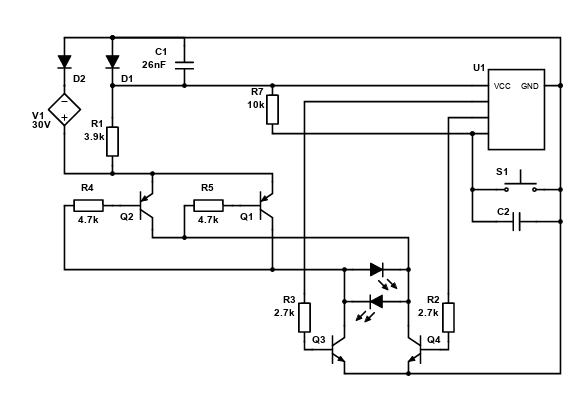 C1
26nF
D2
D1
U1
VCC GND
R7
10k
V1
30V
R1
3.9k
S1
R4
4.7k
R5
4.7k
Q2
Q1
C2
R3
2.7k
R2
2.7k
Q3
Q4